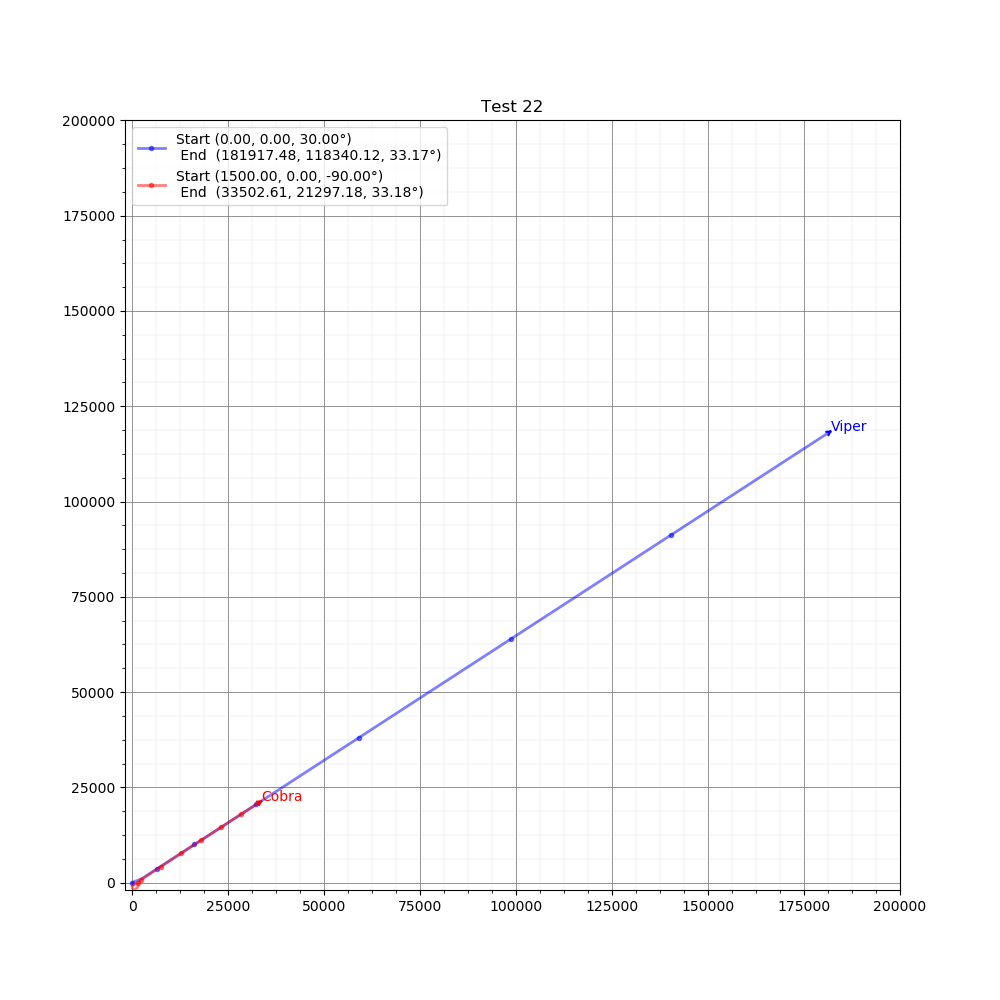 Test 22
200000
175000
150000
125000
100000
75000
50000
25000
0
Start (0.00, 0.00, 30.00°)
End (181917.48, 118340.12, 33.17°)
Start (1500.00, 0.00, -90.00°)
End (33502.61, 21297.18, 33.18°)
Viper
Cobra
0 25000 50000 75000 100000 125000 150000 175000 200000